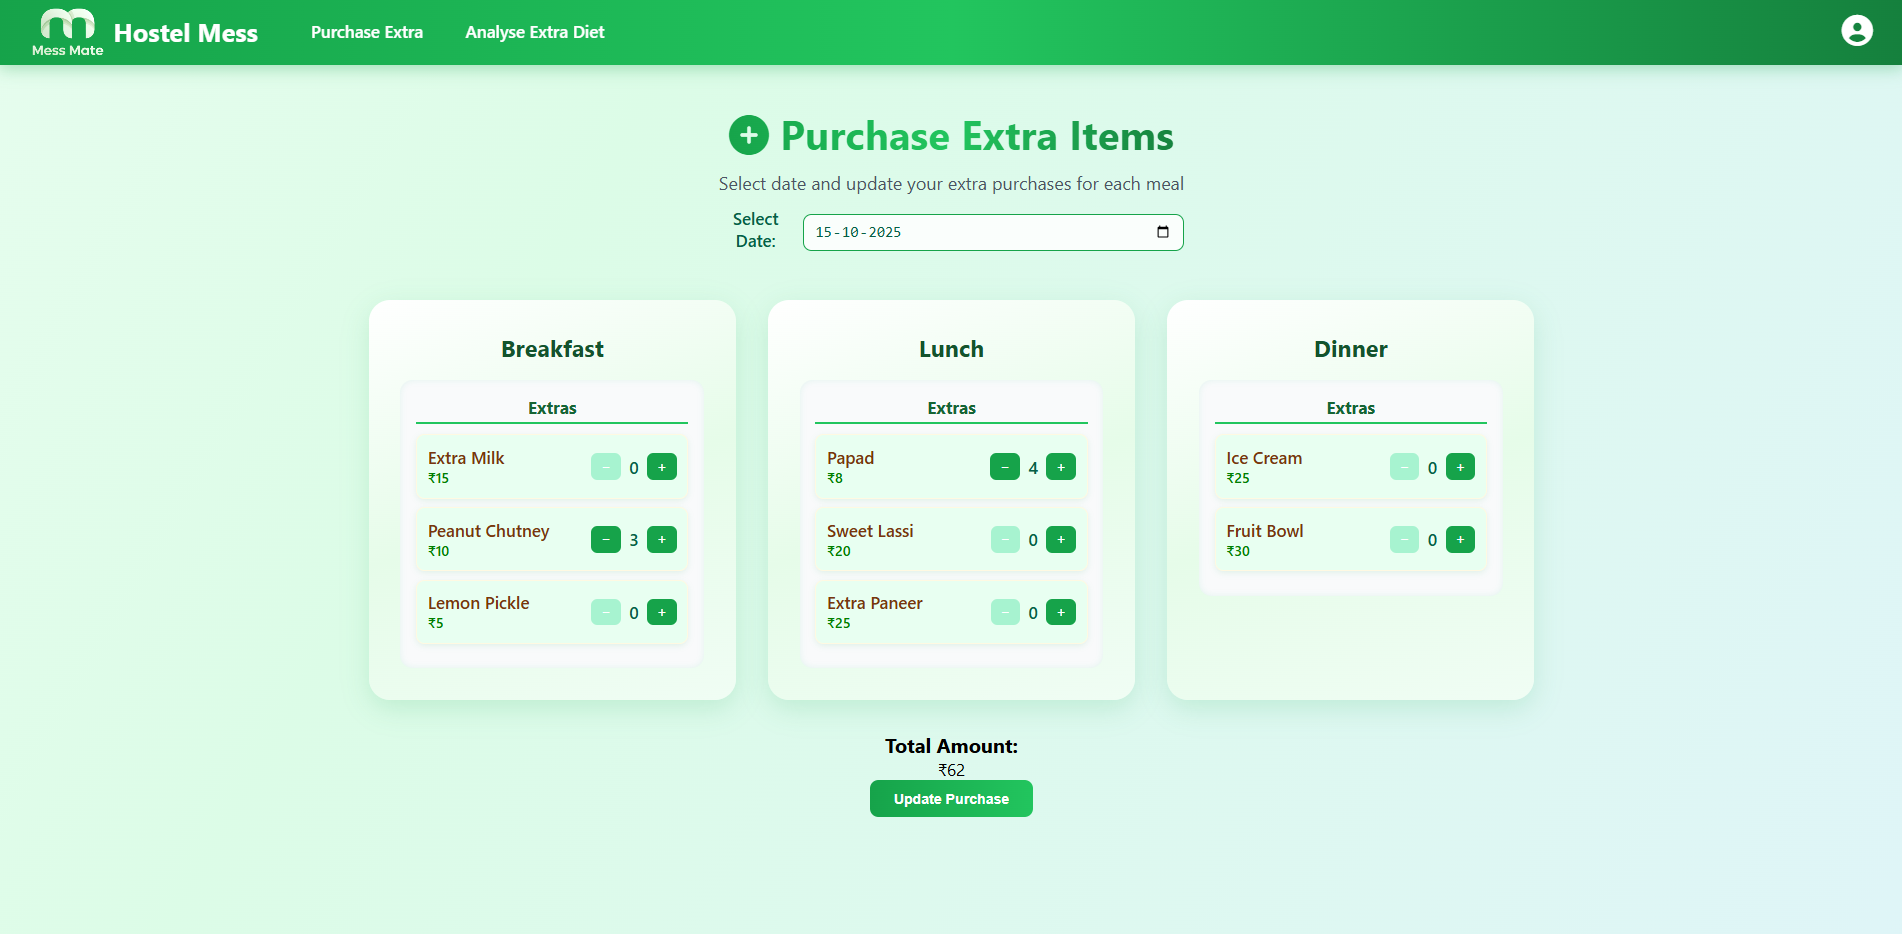 Mess Mate
Hostel Mess
Purchase Extra
Analyse Extra Diet
Purchase Extra Items
Select date and update your extra purchases for each meal
Select
Date:
15-10-2025
Breakfast
Extras
Extra Milk
₹15
− 0 +
Peanut Chutney
₹10
− 3 +
Lemon Pickle
₹5
− 0 +
Lunch
Extras
Papad
₹8
− 4 +
Sweet Lassi
₹20
− 0 +
Extra Paneer
₹25
− 0 +
Dinner
Extras
Ice Cream
₹25
− 0 +
Fruit Bowl
₹30
− 0 +
Total Amount:
₹62
Update Purchase